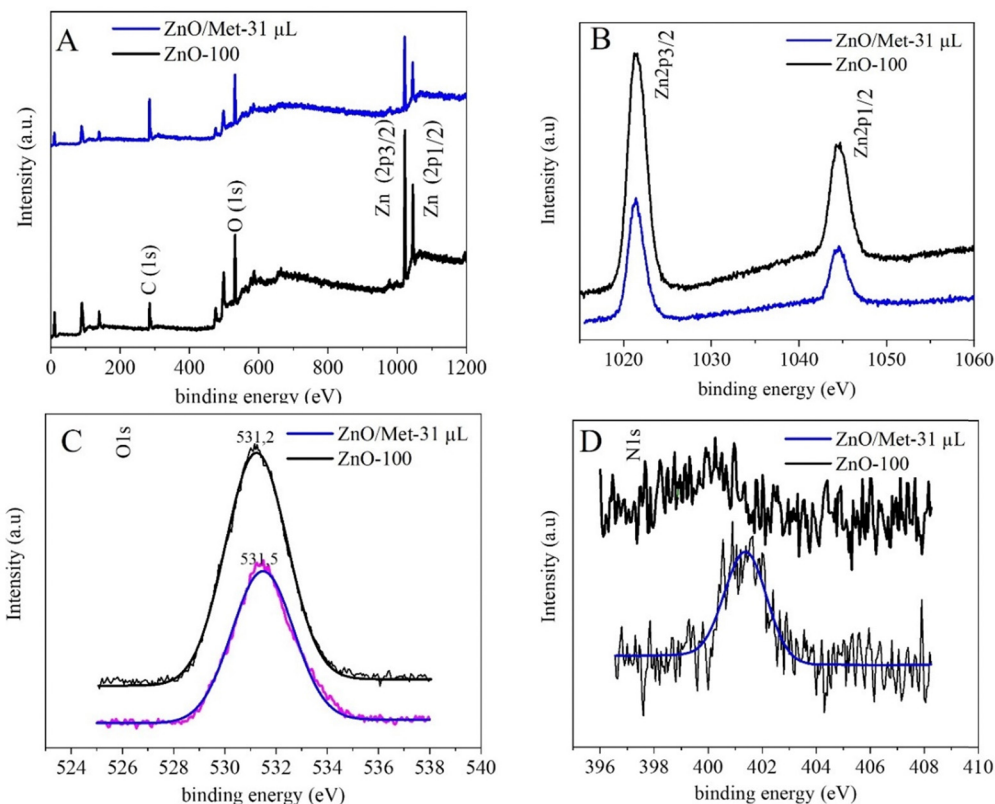 A
ZnO/Met-31 µL
ZnO-100
Intensity (a.u.)
C (1s)
O (1s)
Zn (2p3/2)
Zn (2p1/2)
0 200 400 600 800 1000 1200
binding energy (eV)
B
ZnO/Met-31 µL
ZnO-100
Intensity (a.u)
Zn2p3/2
Zn2p1/2
1020 1030 1040 1050 1060
binding energy (eV)
C
O1s
531,2
ZnO/Met-31 µL
ZnO-100
531,5
Intensity (a.u)
524 526 528 530 532 534 536 538 540
binding energy (eV)
D
N1s
ZnO/Met-31 µL
ZnO-100
Intensity (a.u)
396 398 400 402 404 406 408 410
binding energy (eV)